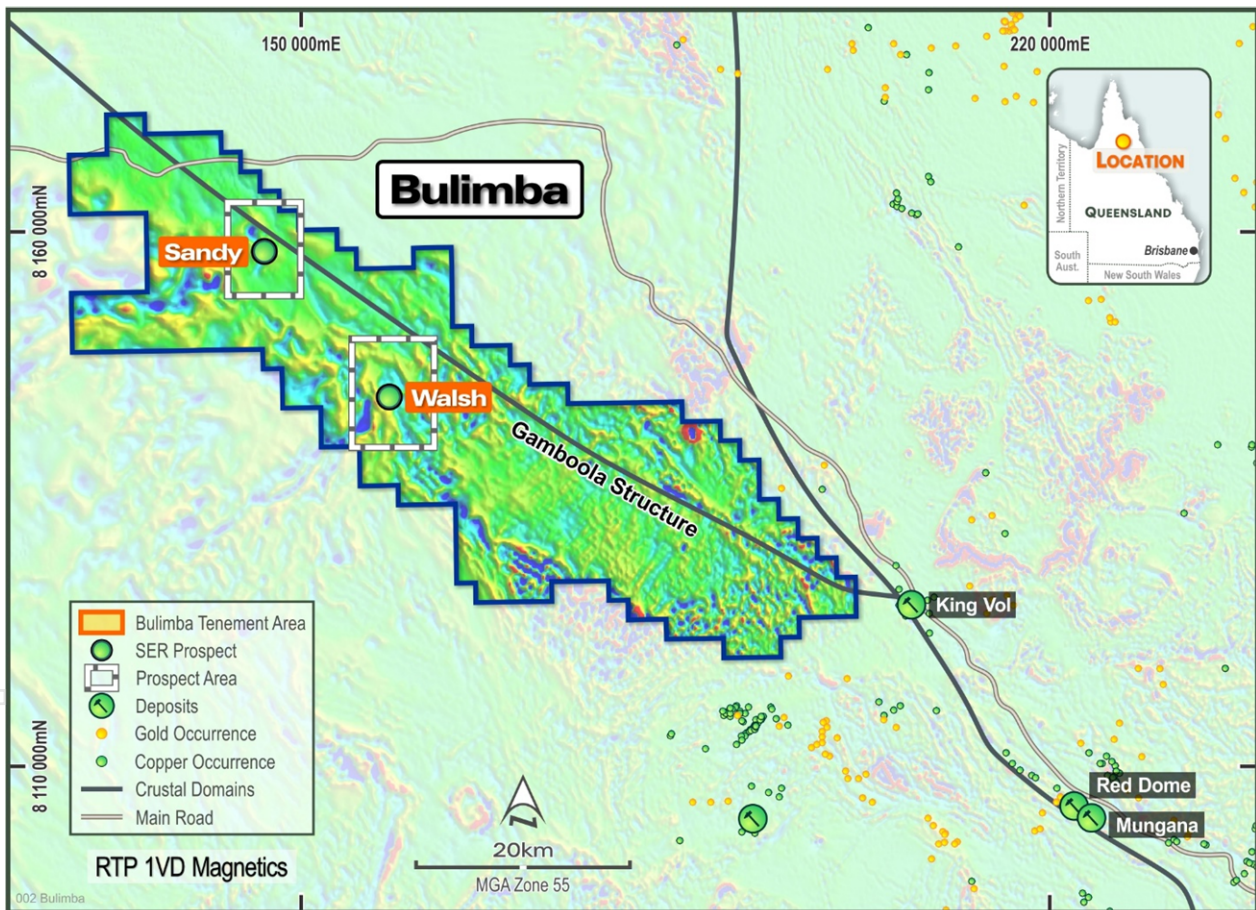 150 000mE
220 000mE
8 160 000mN
8 110 000mN
Bulimba
Sandy
Walsh
Gamboola Structure
LOCATION
Northern Territory
QUEENSLAND
Brisbane
South
Aust.
New South Wales
King Vol
Red Dome
Mungana
Bulimba Tenement Area
SER Prospect
Prospect Area
Deposits
Gold Occurrence
Copper Occurrence
Crustal Domains
Main Road
RTP 1VD Magnetics
N
20km
MGA Zone 55
002 Bulimba